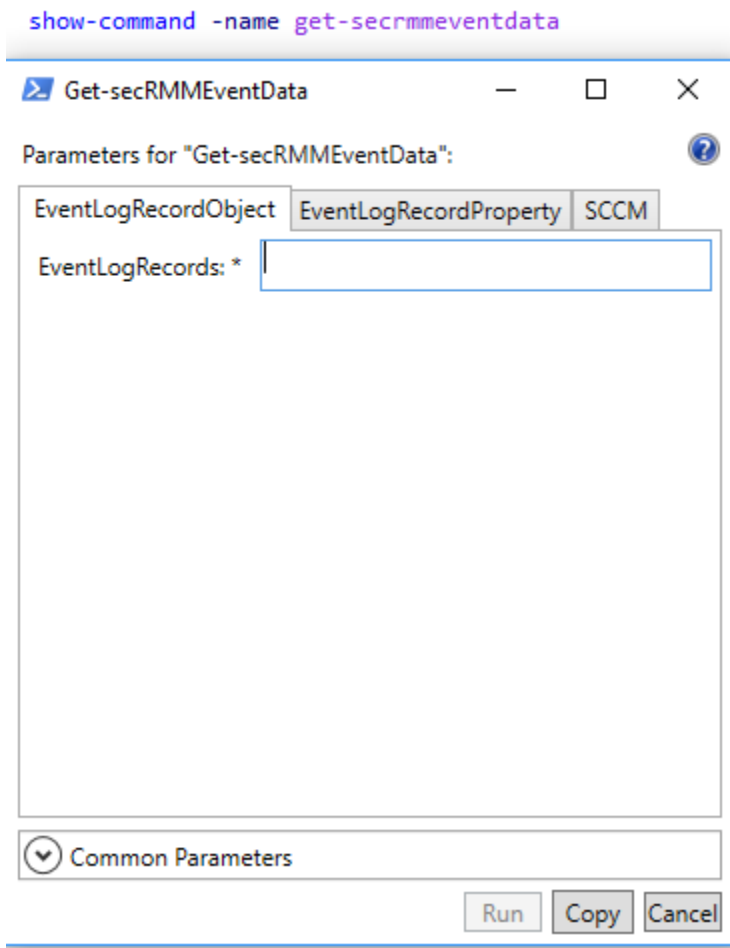 show-command -name get-secrmmeventdata
Get-secRMMEventData
Parameters for "Get-secRMMEventData":
EventLogRecordObject EventLogRecordProperty SCCM
EventLogRecords: *
Common Parameters
Run Copy Cancel